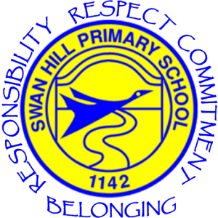 RESPONSIBILITY RESPECT COMMITMENT
SWAN HILL PRIMARY SCHOOL
1142
BELONGING